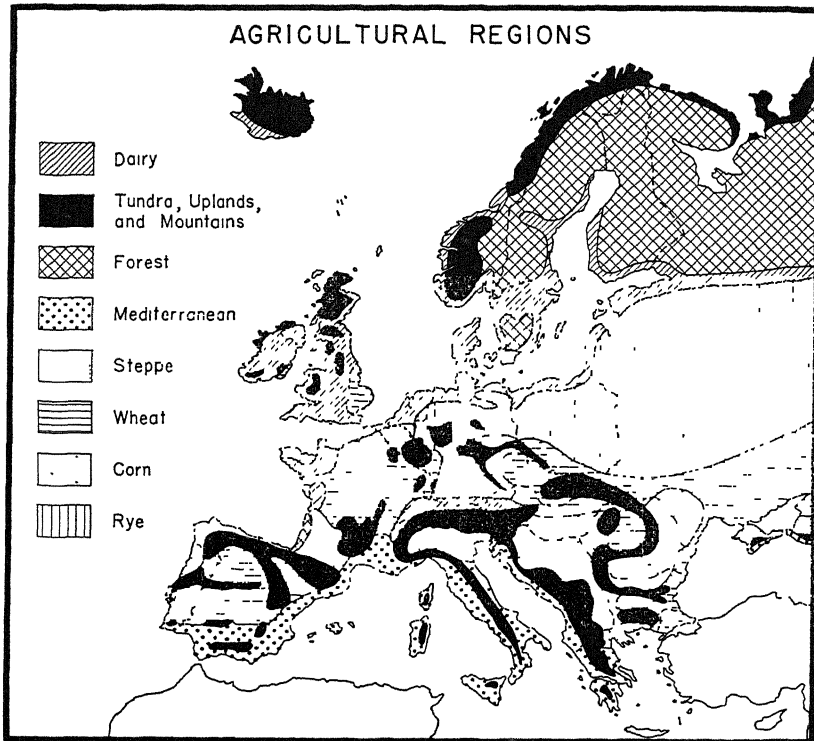 AGRICULTURAL REGIONS
Dairy
Tundra, Uplands,
and Mountains
Forest
Mediterranean
Steppe
Wheat
Corn
Rye